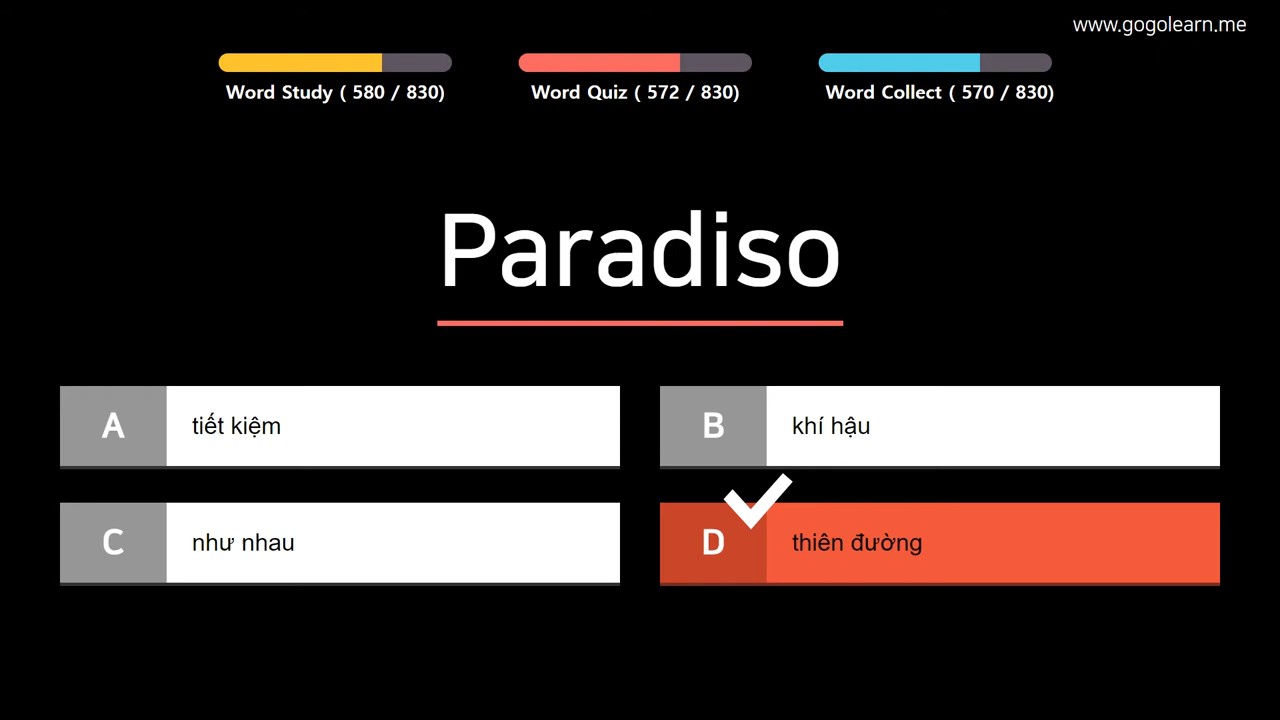 www.gogolearn.me
Word Study ( 580 / 830)
Word Quiz ( 572 / 830)
Word Collect ( 570 / 830)
Paradiso
A
tiết kiệm
B
khí hậu
C
như nhau
D
thiên đường